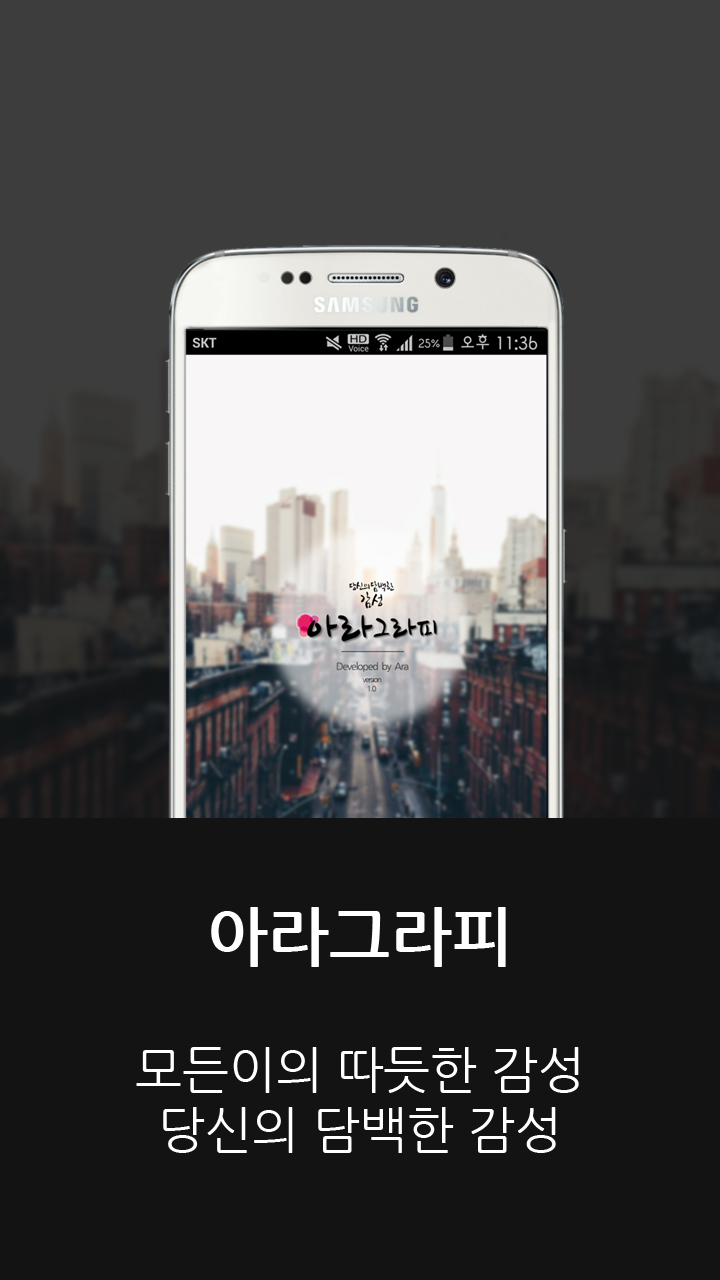 SAMSUNG
SKT HD Voice 25% 오후 11:36
당신의담백한
감성
아라그라피
Developed by Ara
version
1.0
아라그라피
모든이의 따듯한 감성
당신의 담백한 감성